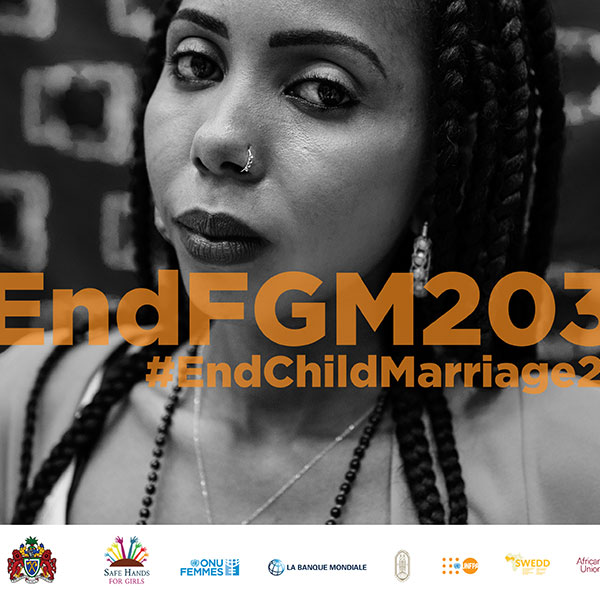 EndFGM203
#EndChildMarriage2
SAFE HANDS
FOR GIRLS
ONU
FEMMES
LA BANQUE MONDIALE
UNFPA
SWEDD
African
Union